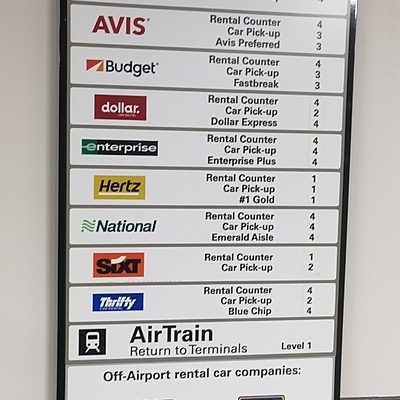 AVIS
Rental Counter 4
Car Pick-up 3
Avis Preferred 3
Budget
Rental Counter 4
Car Pick-up 3
Fastbreak 3
dollar.
Rental Counter 4
Car Pick-up 2
Dollar Express 4
enterprise
Rental Counter 4
Car Pick-up 4
Enterprise Plus 4
Hertz
Rental Counter 1
Car Pick-up 1
#1 Gold 1
National
Rental Counter 4
Car Pick-up 4
Emerald Aisle 4
SIXT
Rental Counter 1
Car Pick-up 2
Thrifty
CAR RENTAL
Rental Counter 4
Car Pick-up 2
Blue Chip 4
AirTrain
Return to Terminals Level 1
Off-Airport rental car companies: